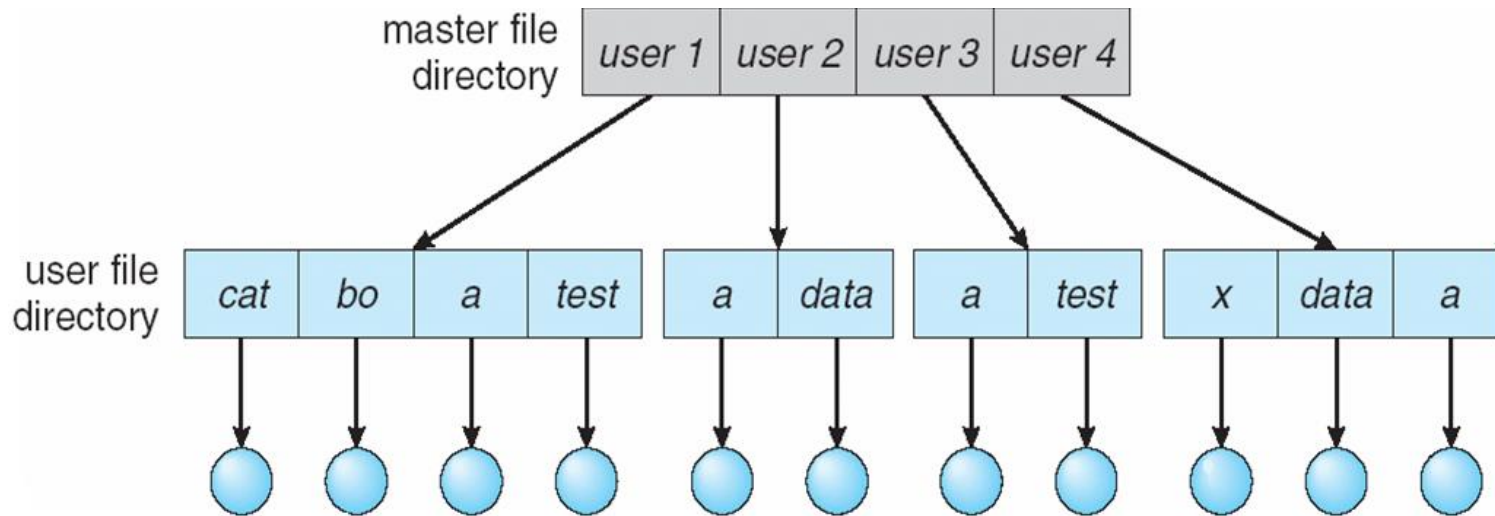 master file
directory
user 1 user 2 user 3 user 4
user file
directory
cat bo a test a data a test x data a